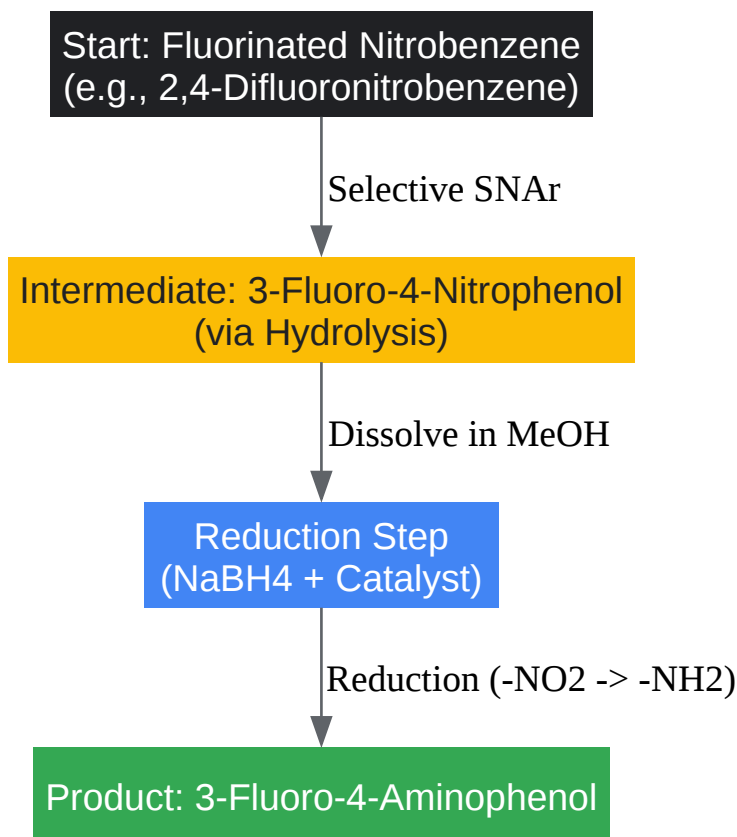 Start: Fluorinated Nitrobenzene
(e.g., 2,4-Difluoronitrobenzene)
Selective SNAr
Intermediate: 3-Fluoro-4-Nitrophenol
(via Hydrolysis)
Dissolve in MeOH
Reduction Step
(NaBH4 + Catalyst)
Reduction (-NO2 -> -NH2)
Product: 3-Fluoro-4-Aminophenol